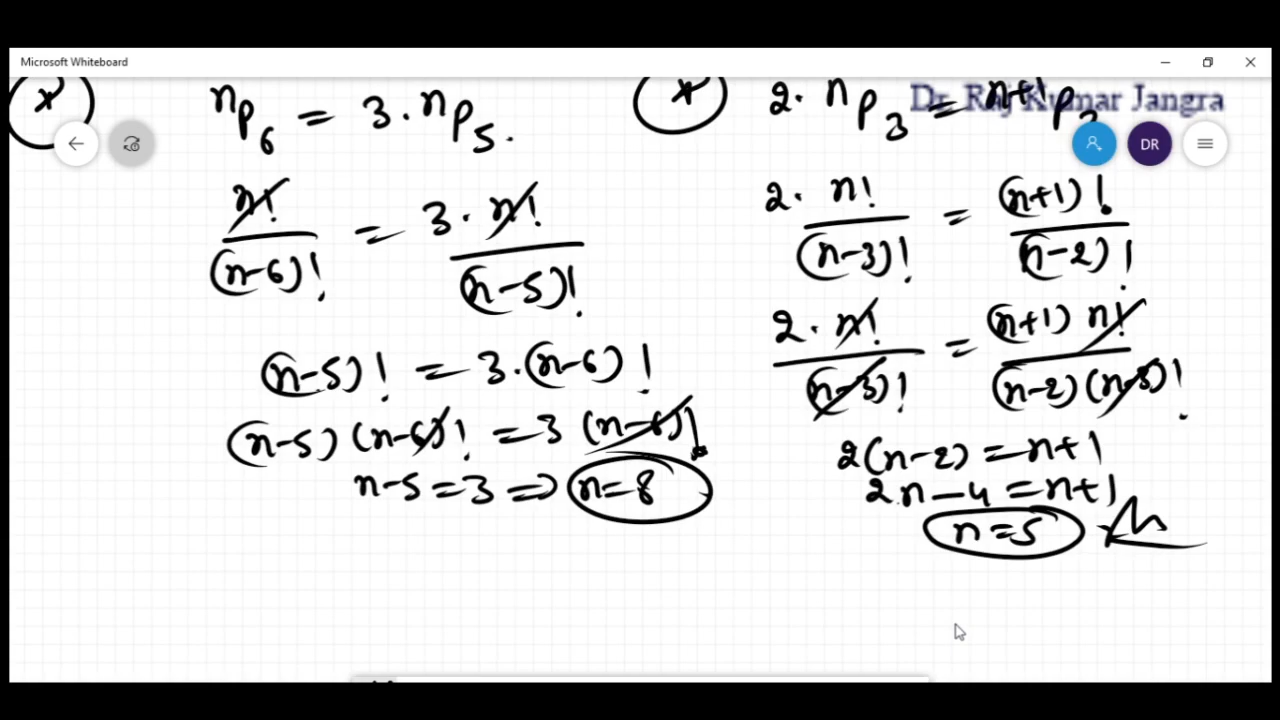 Microsoft Whiteboard
Dr. Raj Kumar Jangra
DR
* nP6 = 3 · nP5.
n!/(n-6)! = 3 · n!/(n-5)!
(n-5)! = 3 · (n-6)!
(n-5) (n-6)! = 3 (n-6)!
n-5 = 3 => n=8
* 2 · nP3 = n+1P3
2 · n!/(n-3)! = (n+1)!/(n-2)!
2 · n!/(n-3)! = (n+1) n!/(n-2) (n-3)!
2(n-2) = n+1
2n - 4 = n+1
n = 5